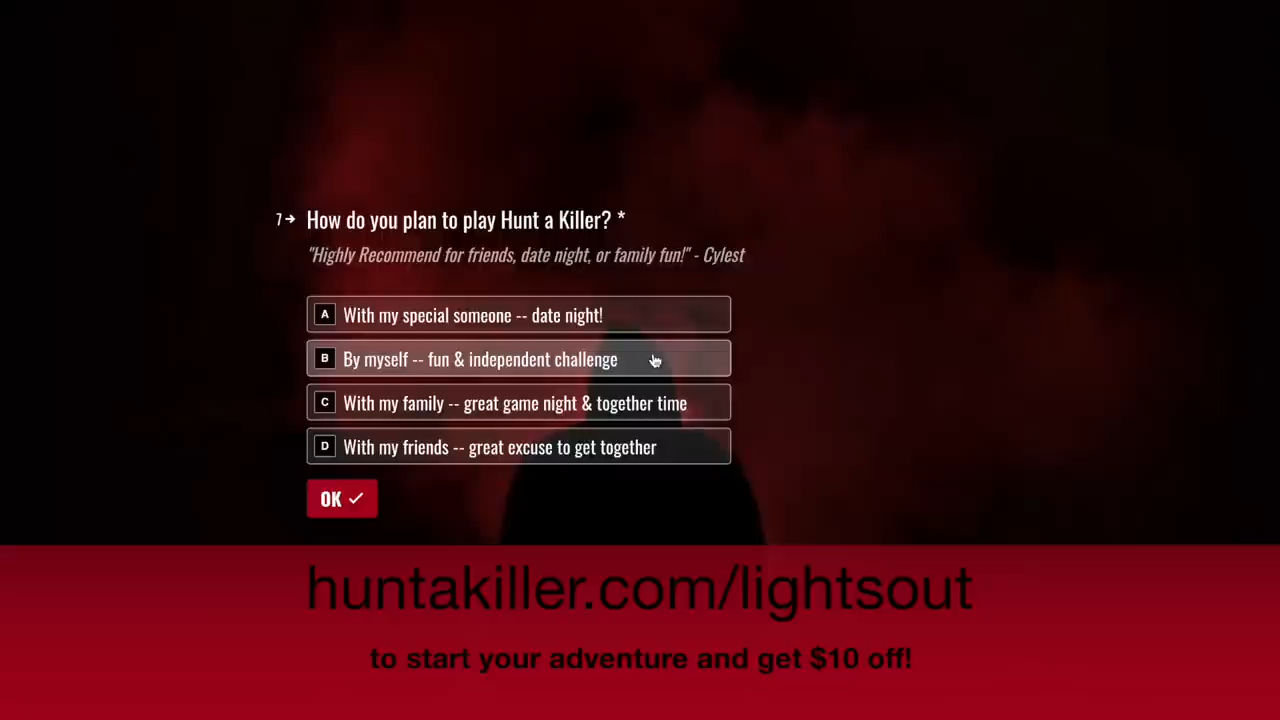 7→ How do you plan to play Hunt a Killer? *
"Highly Recommend for friends, date night, or family fun!" - Cylest
A With my special someone -- date night!
B By myself -- fun & independent challenge
C With my family -- great game night & together time
D With my friends -- great excuse to get together
OK ✓
huntakiller.com/lightsout
to start your adventure and get $10 off!